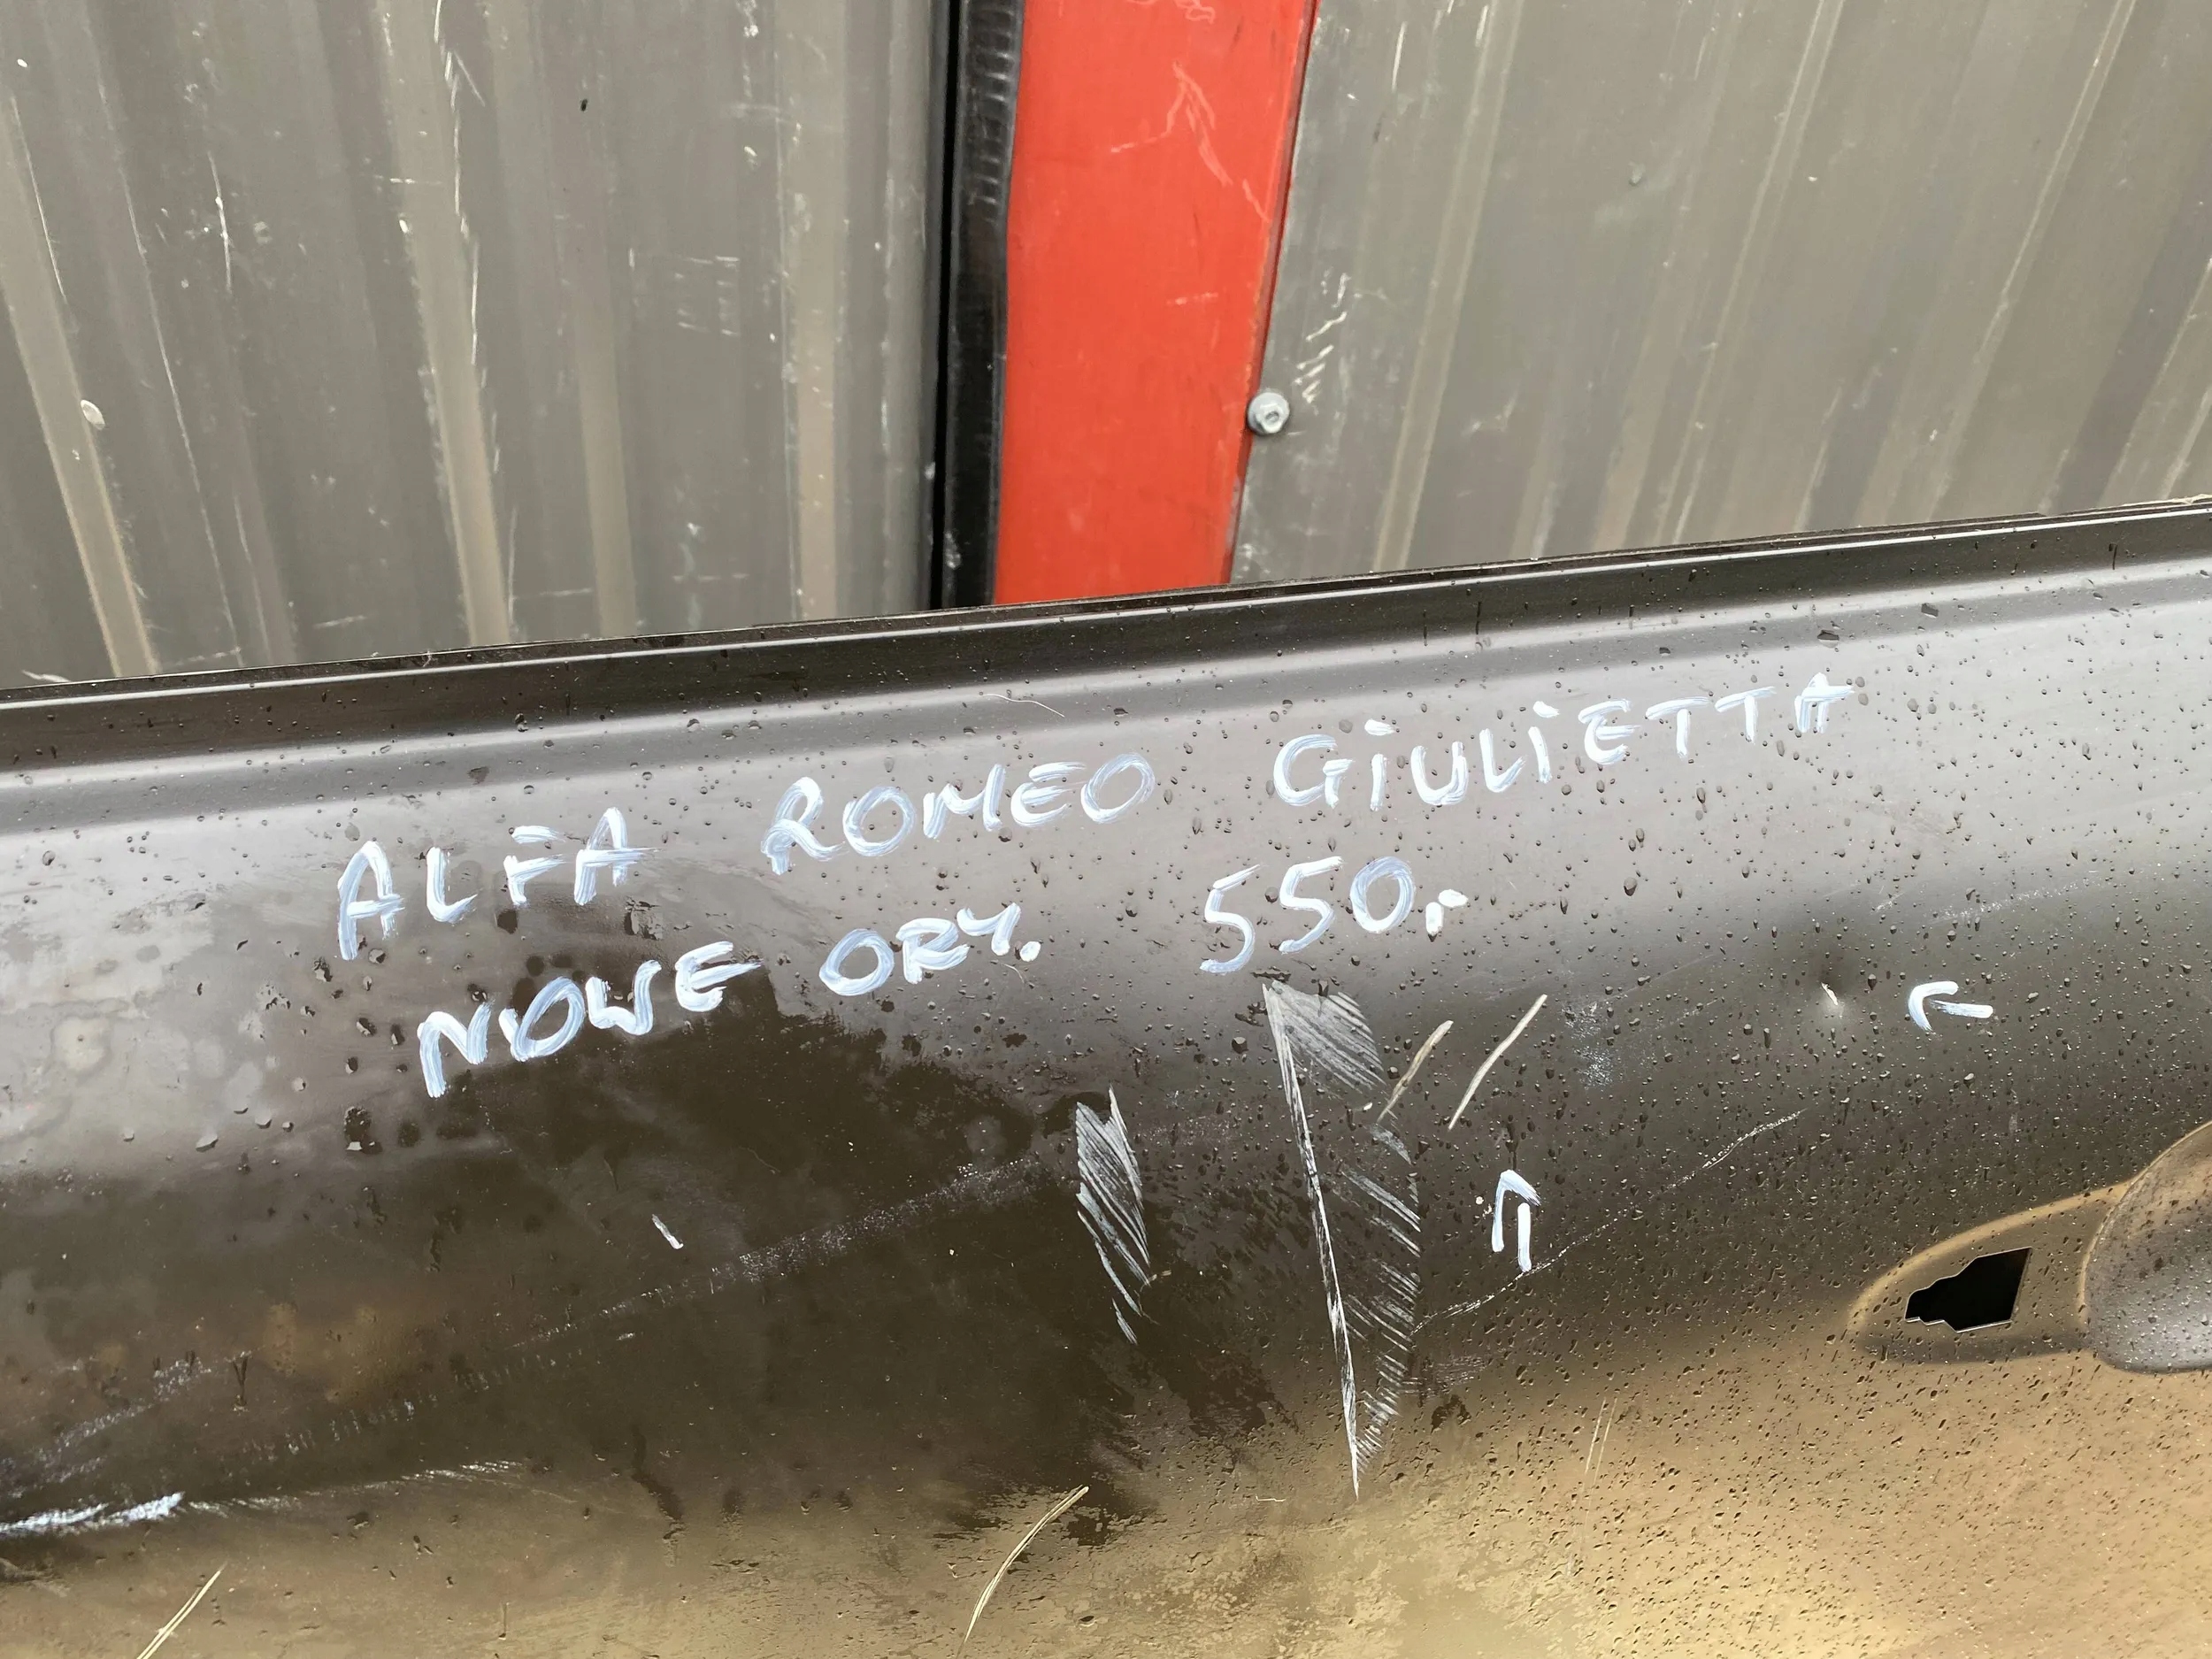 ALFA ROMEO GiULiETTA
NOWE ORY. 550,-